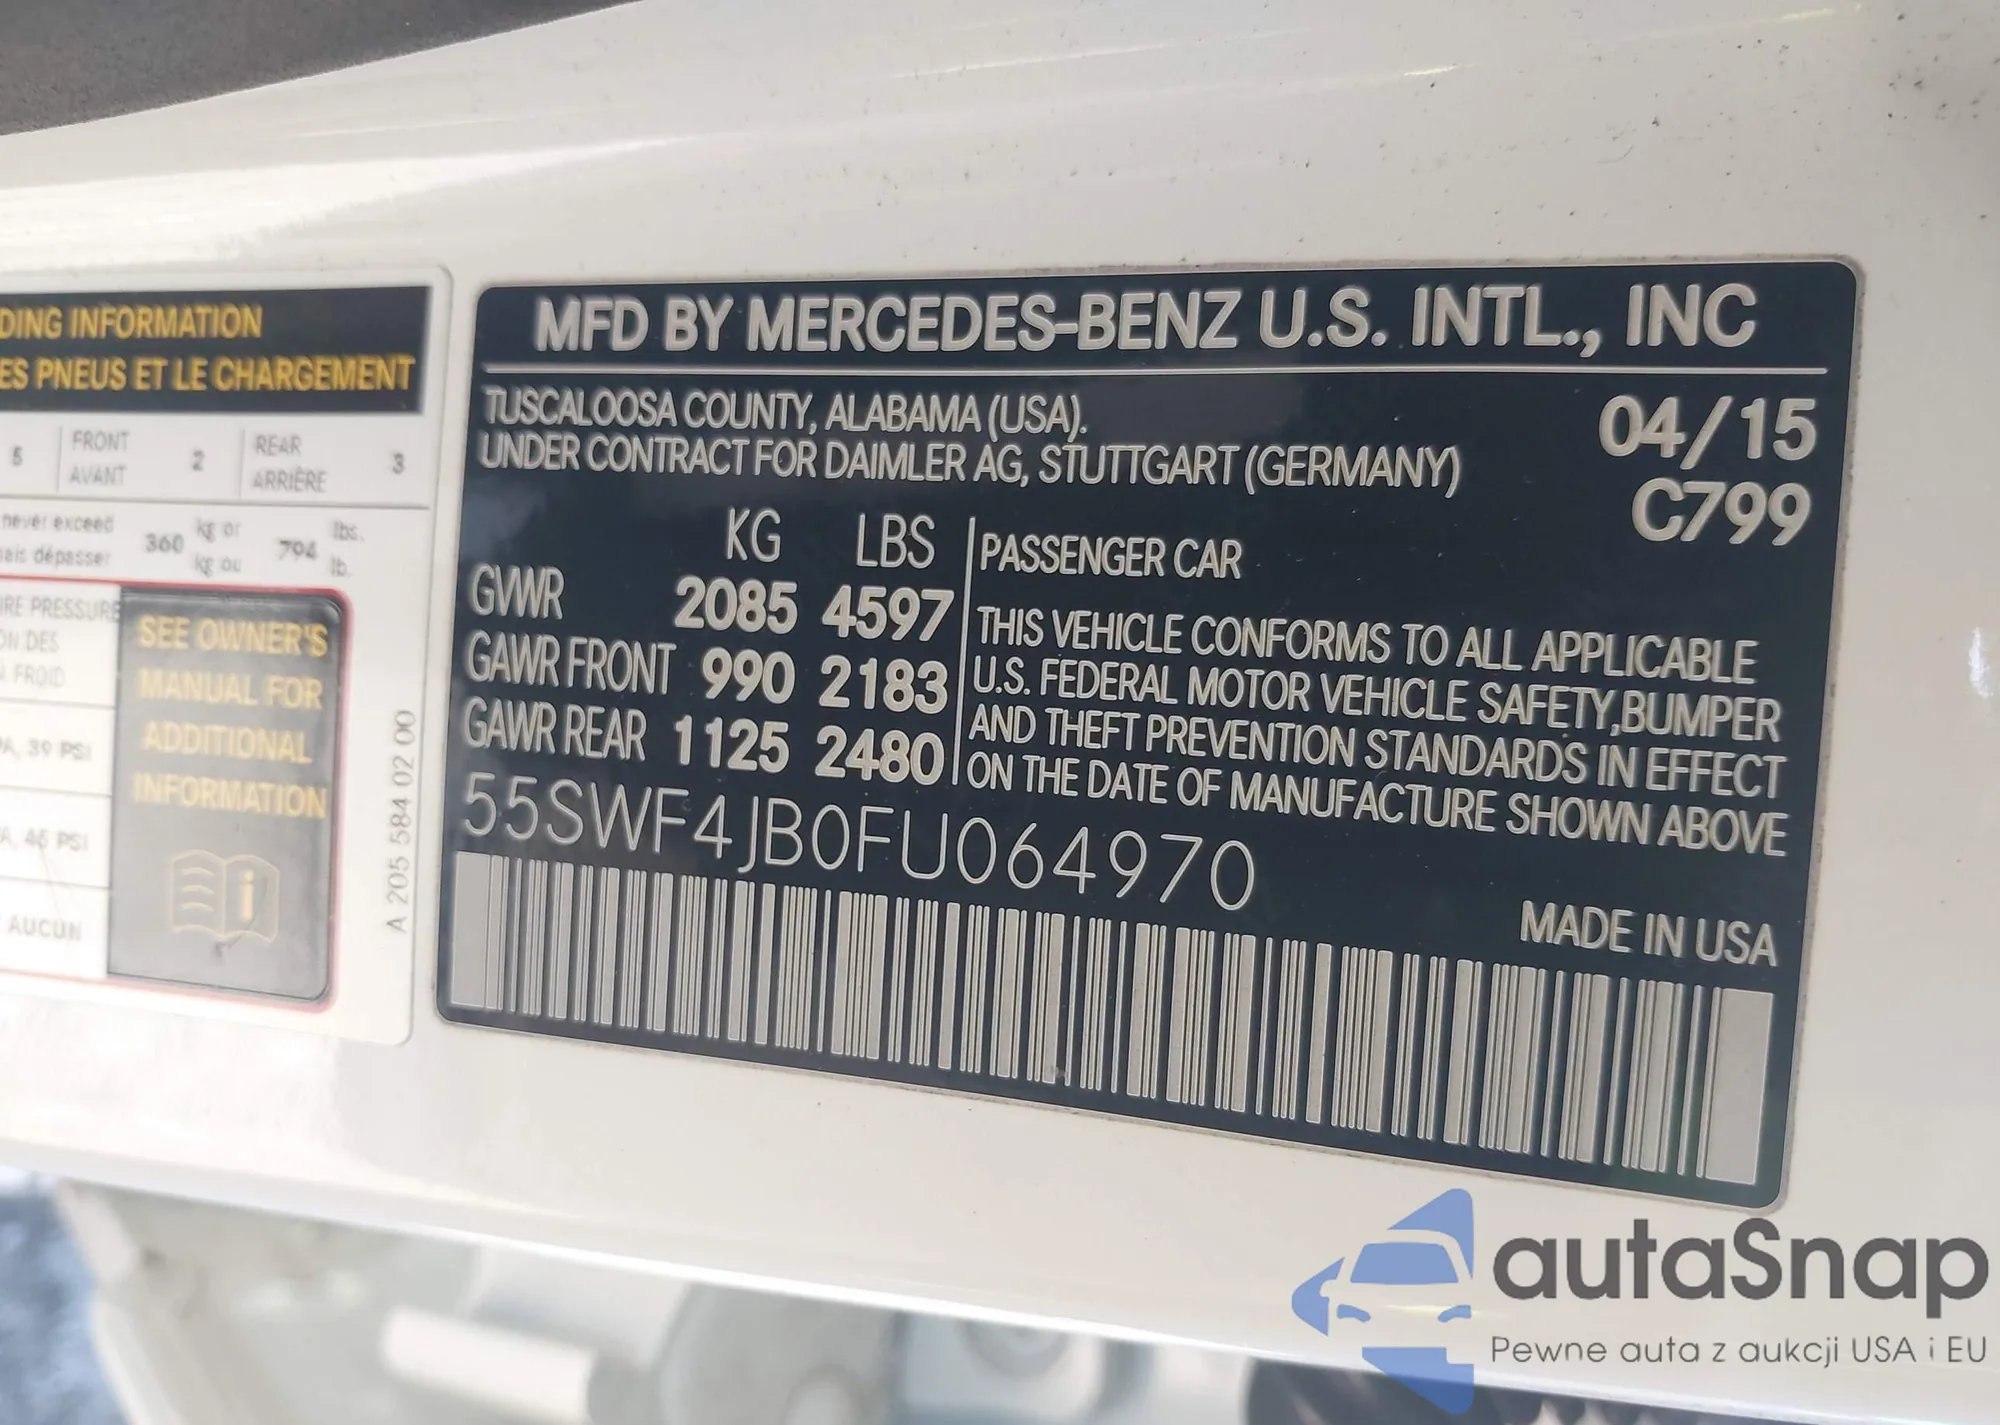 DING INFORMATION
ES PNEUS ET LE CHARGEMENT
5 FRONT AVANT 2 REAR ARRIÈRE 3
never exceed 360 kg or 794 lbs.
ais dépasser kg ou lb.
IRE PRESSURE
ON DES
À FROID
A, 39 PSI
A, 46 PSI
AUCUN
SEE OWNER'S
MANUAL FOR
ADDITIONAL
INFORMATION
A 205 584 02 00
MFD BY MERCEDES-BENZ U.S. INTL., INC
TUSCALOOSA COUNTY, ALABAMA (USA).
UNDER CONTRACT FOR DAIMLER AG, STUTTGART (GERMANY)
04/15
C799
KG LBS
GVWR 2085 4597
GAWR FRONT 990 2183
GAWR REAR 1125 2480
PASSENGER CAR
THIS VEHICLE CONFORMS TO ALL APPLICABLE
U.S. FEDERAL MOTOR VEHICLE SAFETY,BUMPER
AND THEFT PREVENTION STANDARDS IN EFFECT
ON THE DATE OF MANUFACTURE SHOWN ABOVE
55SWF4JB0FU064970
MADE IN USA
autaSnap
Pewne auta z aukcji USA i EU